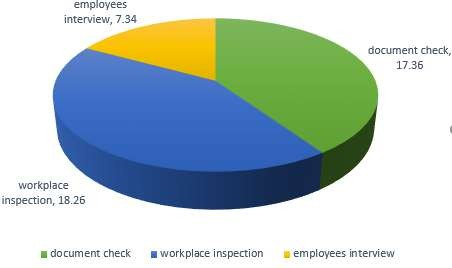 employees
interview, 7.34
document check,
17.36
workplace
inspection, 18.26
document check workplace inspection employees interview